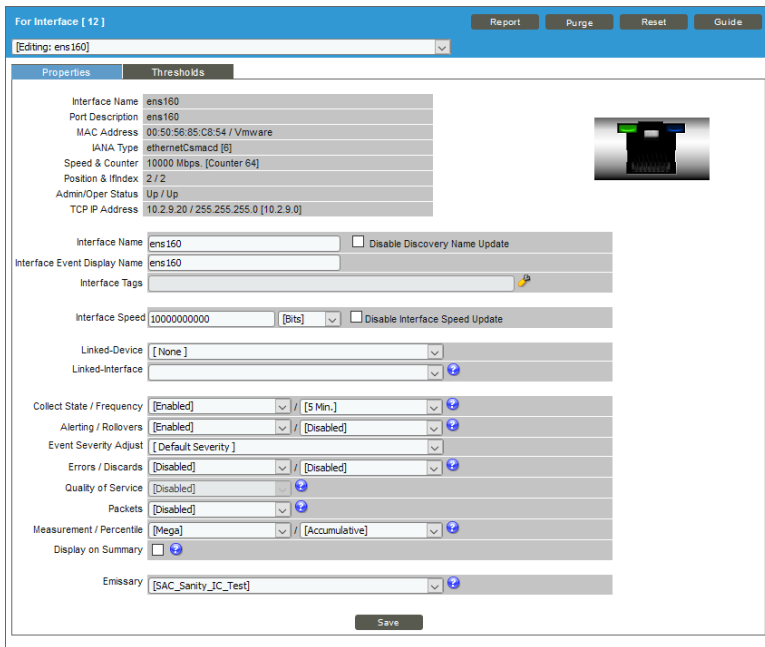 For Interface [ 12 ] Report Purge Reset Guide
[Editing: ens160]
Properties Thresholds
Interface Name ens160
Port Description ens160
MAC Address 00:50:56:85:C8:54 / Vmware
IANA Type ethernetCsmacd [6]
Speed & Counter 10000 Mbps. [Counter 64]
Position & IfIndex 2 / 2
Admin/Oper Status Up / Up
TCP IP Address 10.2.9.20 / 255.255.255.0 [10.2.9.0]
Interface Name ens160 Disable Discovery Name Update
Interface Event Display Name ens160
Interface Tags
Interface Speed 10000000000 [Bits] Disable Interface Speed Update
Linked-Device [ None ]
Linked-Interface
Collect State / Frequency [Enabled] / [5 Min.]
Alerting / Rollovers [Enabled] / [Disabled]
Event Severity Adjust [ Default Severity ]
Errors / Discards [Disabled] / [Disabled]
Quality of Service [Disabled]
Packets [Disabled]
Measurement / Percentile [Mega] / [Accumulative]
Display on Summary
Emissary [SAC_Sanity_IC_Test]
Save